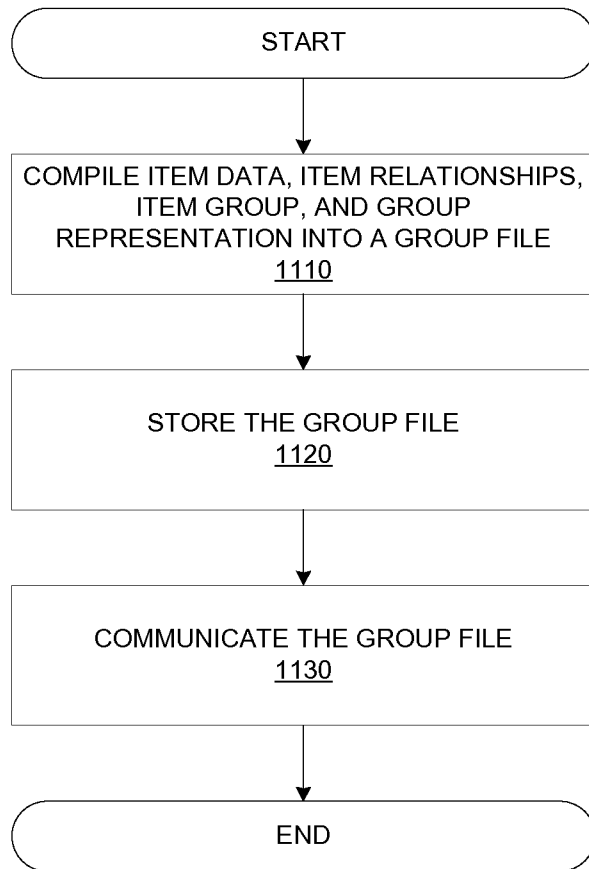 START
COMPILE ITEM DATA, ITEM RELATIONSHIPS,
ITEM GROUP, AND GROUP
REPRESENTATION INTO A GROUP FILE
1110
STORE THE GROUP FILE
1120
COMMUNICATE THE GROUP FILE
1130
END